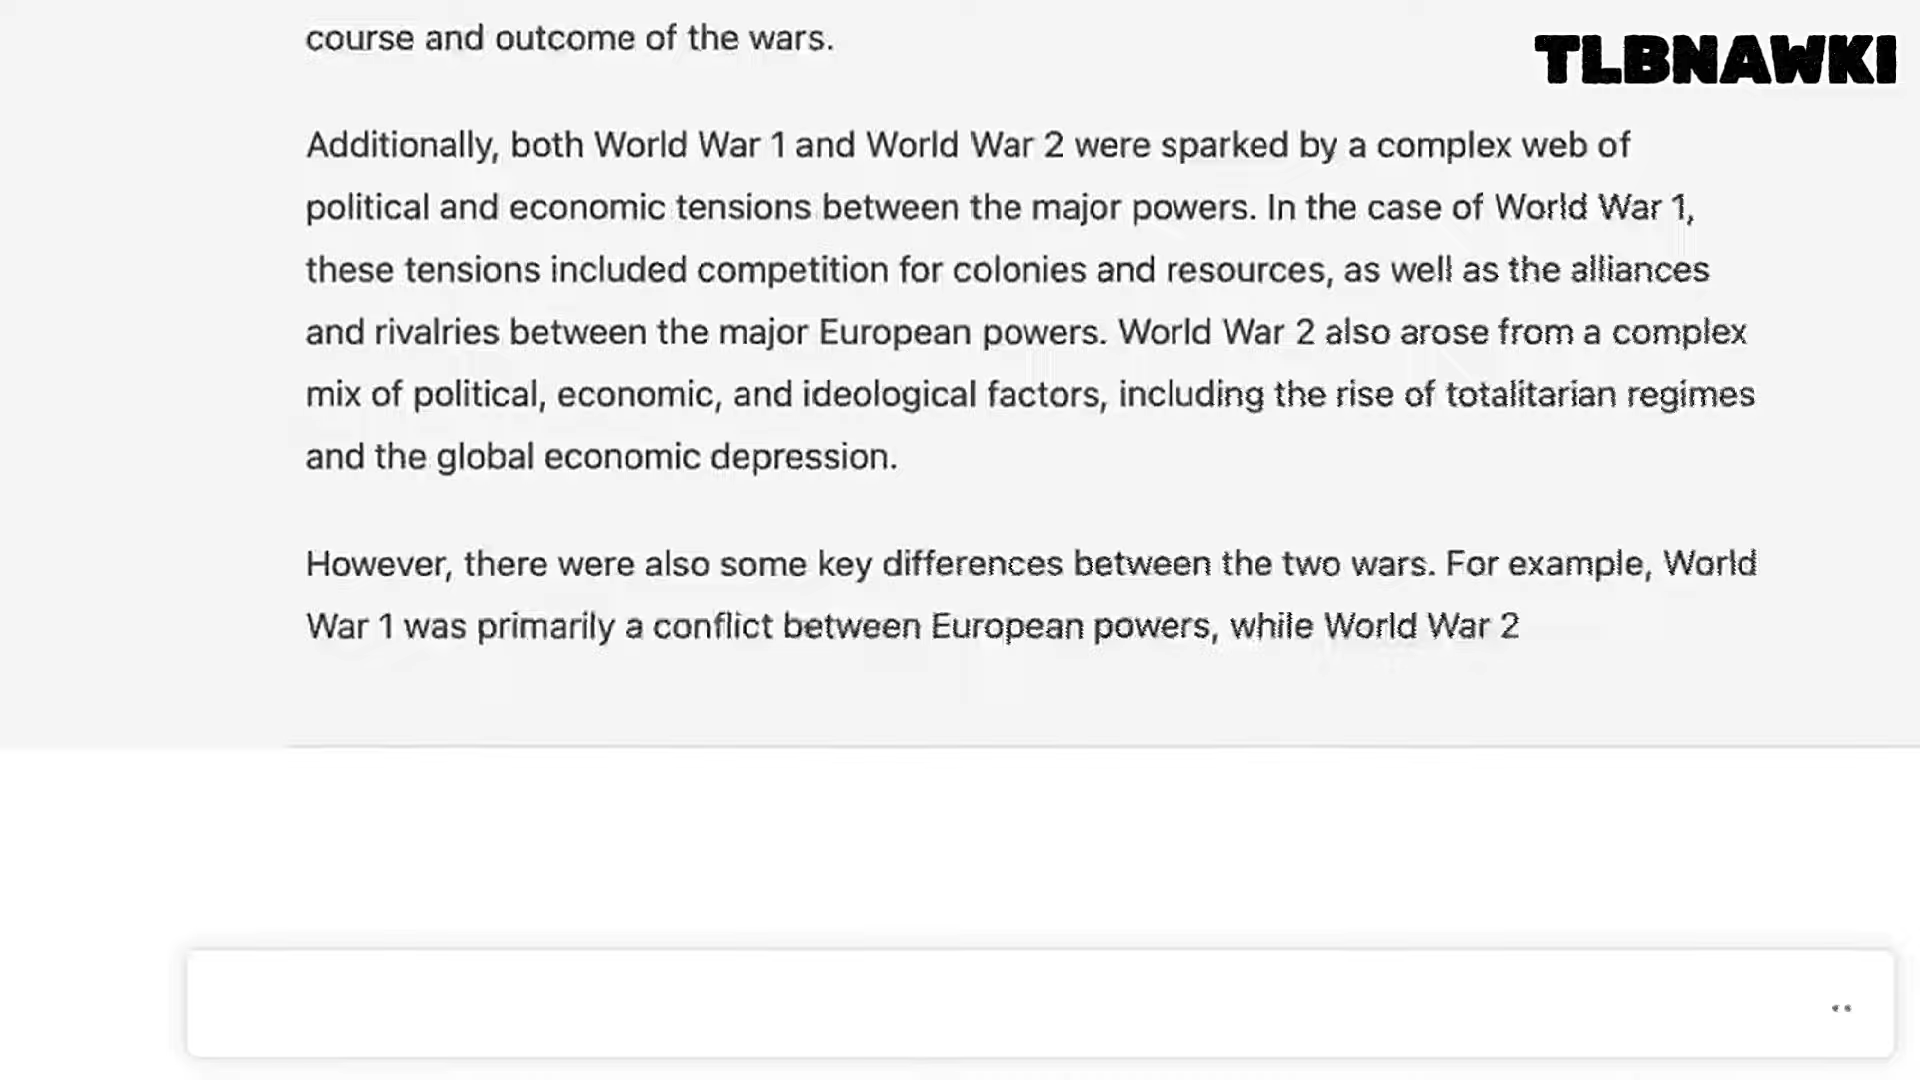 course and outcome of the wars.
TLBNAWKI
Additionally, both World War 1 and World War 2 were sparked by a complex web of
political and economic tensions between the major powers. In the case of World War 1,
these tensions included competition for colonies and resources, as well as the alliances
and rivalries between the major European powers. World War 2 also arose from a complex
mix of political, economic, and ideological factors, including the rise of totalitarian regimes
and the global economic depression.
However, there were also some key differences between the two wars. For example, World
War 1 was primarily a conflict between European powers, while World War 2